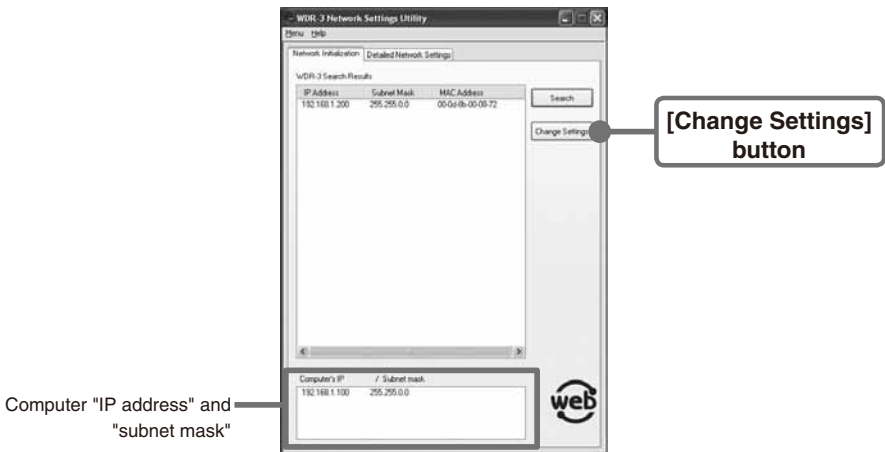 WDR-3 Network Settings Utility
Menu Help
Network Initialization Detailed Network Settings
WDR-3 Search Results
IP Address Subnet Mask MAC Address
192.168.1.200 255.255.0.0 00-0d-8b-00-08-72
Search
Change Settings
[Change Settings]
button
Computer's IP / Subnet mask
192.168.1.100 255.255.0.0
web
Computer "IP address" and
"subnet mask"